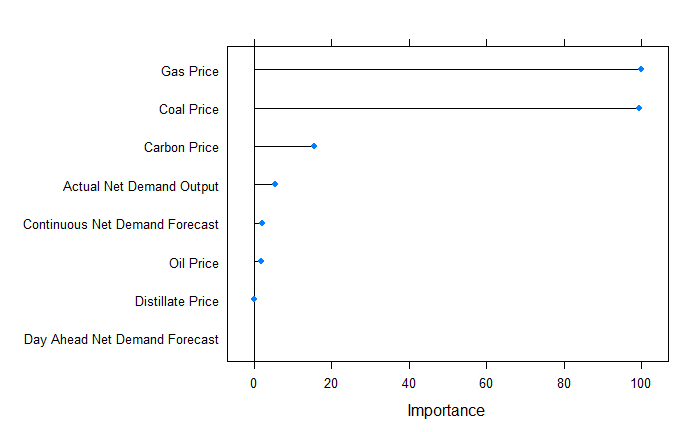 Gas Price
Coal Price
Carbon Price
Actual Net Demand Output
Continuous Net Demand Forecast
Oil Price
Distillate Price
Day Ahead Net Demand Forecast
0 20 40 60 80 100
Importance